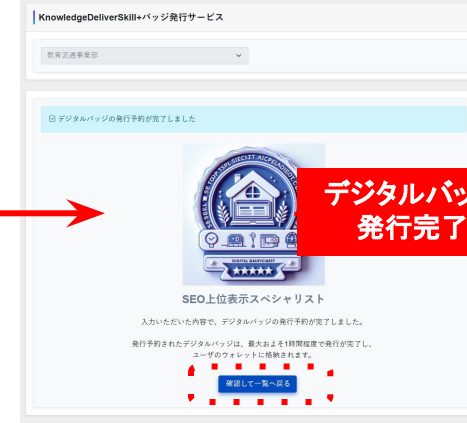 KnowledgeDeliverSkill+バッジ発行サービス
教育流通事業部
デジタルバッジの発行予約が完了しました
デジタルバッ
発行完了
DIGITAL BAUFICINEST
SEO上位表示スペシャリスト
入力いただいた内容で、デジタルバッジの発行予約が完了しました。
発行予約されたデジタルバッジは、最大およそ1時間程度で発行が完了し、
ユーザのウォレットに格納されます。
確認して一覧へ戻る